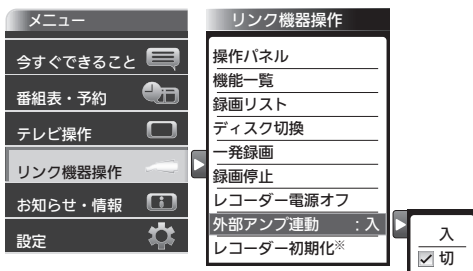 メニュー
今すぐできること
番組表・予約
テレビ操作
リンク機器操作
お知らせ・情報
設定
リンク機器操作
操作パネル
機能一覧
録画リスト
ディスク切換
一発録画
録画停止
レコーダー電源オフ
外部アンプ連動 :入
レコーダー初期化※
入
切